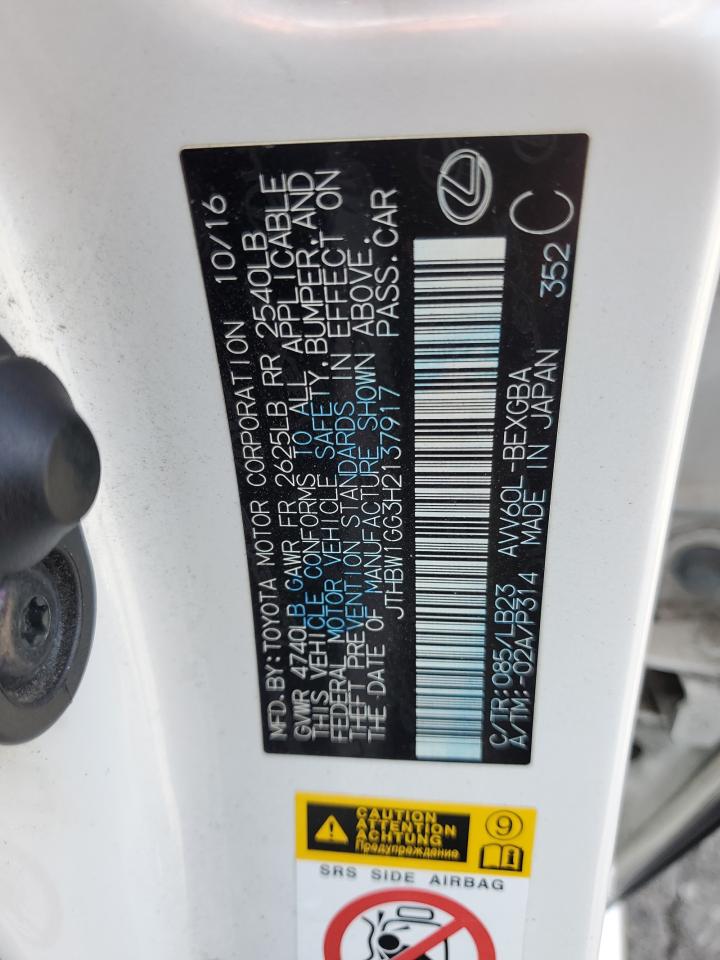 MFD. BY: TOYOTA MOTOR CORPORATION 10/16
GVWR 4740LB GAWR FR 2625LB RR 2540LB
THIS VEHICLE CONFORMS TO ALL APPLICABLE
FEDERAL MOTOR VEHICLE SAFETY, BUMPER, AND
THEFT PREVENTION STANDARDS IN EFFECT ON
THE DATE OF MANUFACTURE SHOWN ABOVE.
JTHBW1GG3H2137917 PASS. CAR
C/TR: 085/LB23 AVV60L-BEXGBA 352 C
A/TM: -02A/P314 MADE IN JAPAN
CAUTION
ATTENTION
ACHTUNG
Предупреждение
9
SRS SIDE AIRBAG